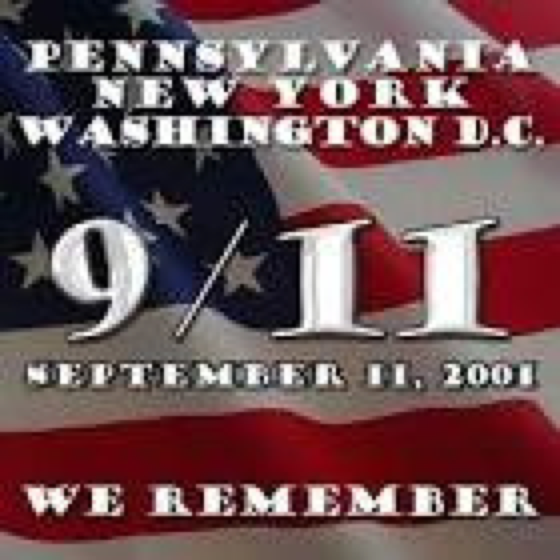 PENNSYLVANIA
NEW YORK
WASHINGTON D.C.
9/11
SEPTEMBER 11, 2001
WE REMEMBER